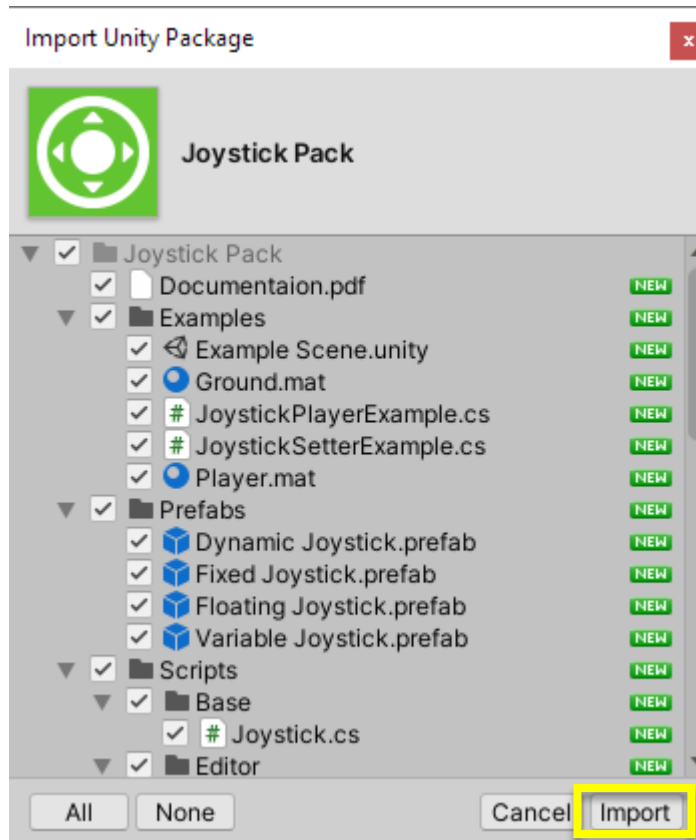 Import Unity Package
x
Joystick Pack
Joystick Pack
Documentaion.pdf NEW
Examples NEW
Example Scene.unity NEW
Ground.mat NEW
# JoystickPlayerExample.cs NEW
# JoystickSetterExample.cs NEW
Player.mat NEW
Prefabs NEW
Dynamic Joystick.prefab NEW
Fixed Joystick.prefab NEW
Floating Joystick.prefab NEW
Variable Joystick.prefab NEW
Scripts NEW
Base NEW
# Joystick.cs NEW
Editor NEW
All None Cancel Import